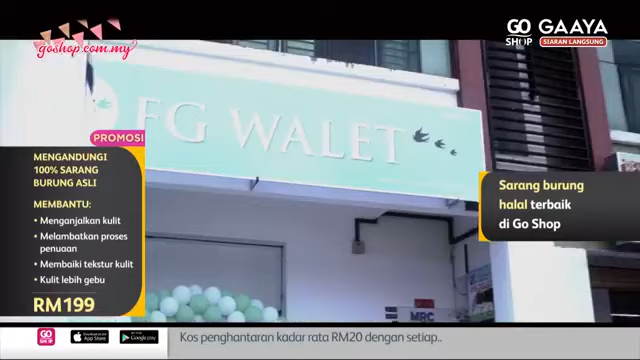 goshop.com.my
GO SHOP
GAAYA
SIARAN LANGSUNG
FG WALET
PROMOSI
MENGANDUNGI
100% SARANG
BURUNG ASLI
MEMBANTU:
• Menganjalkan kulit
• Melambatkan proses
penuaan
• Membaiki tekstur kulit
• Kulit lebih gebu
RM199
Sarang burung
halal terbaik
di Go Shop
MRC
GO SHOP
App Store
Google Play
Kos penghantaran kadar rata RM20 dengan setiap..